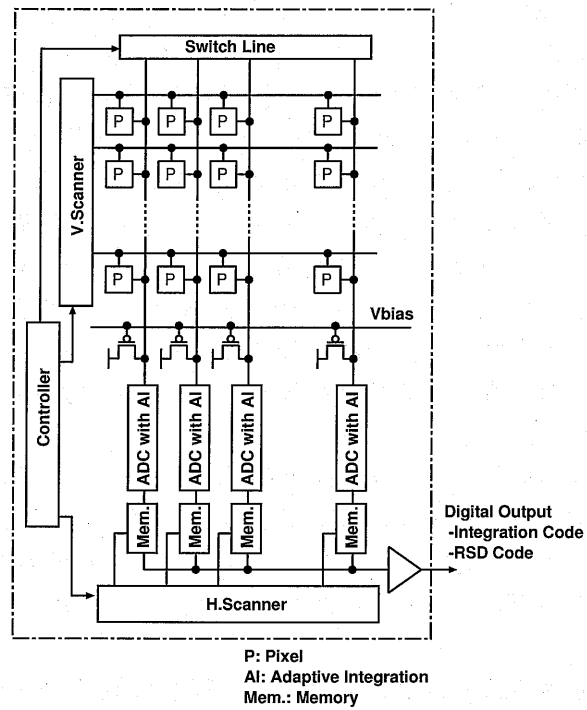 Switch Line
P P P P
P P P P
V.Scanner
P P P P
Vbias
Controller
ADC with AI ADC with AI ADC with AI ADC with AI
Mem. Mem. Mem. Mem.
Digital Output
-Integration Code
-RSD Code
H.Scanner
P: Pixel
AI: Adaptive Integration
Mem.: Memory